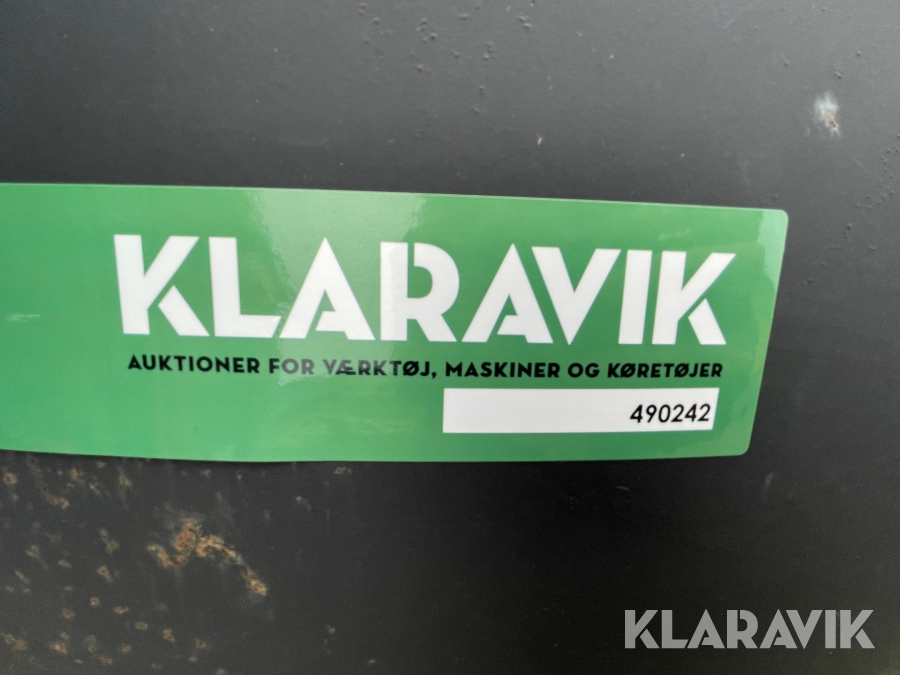 KLARAVIK
AUKTIONER FOR VÆRKTØJ, MASKINER OG KØRETØJER
490242
KLARAVIK